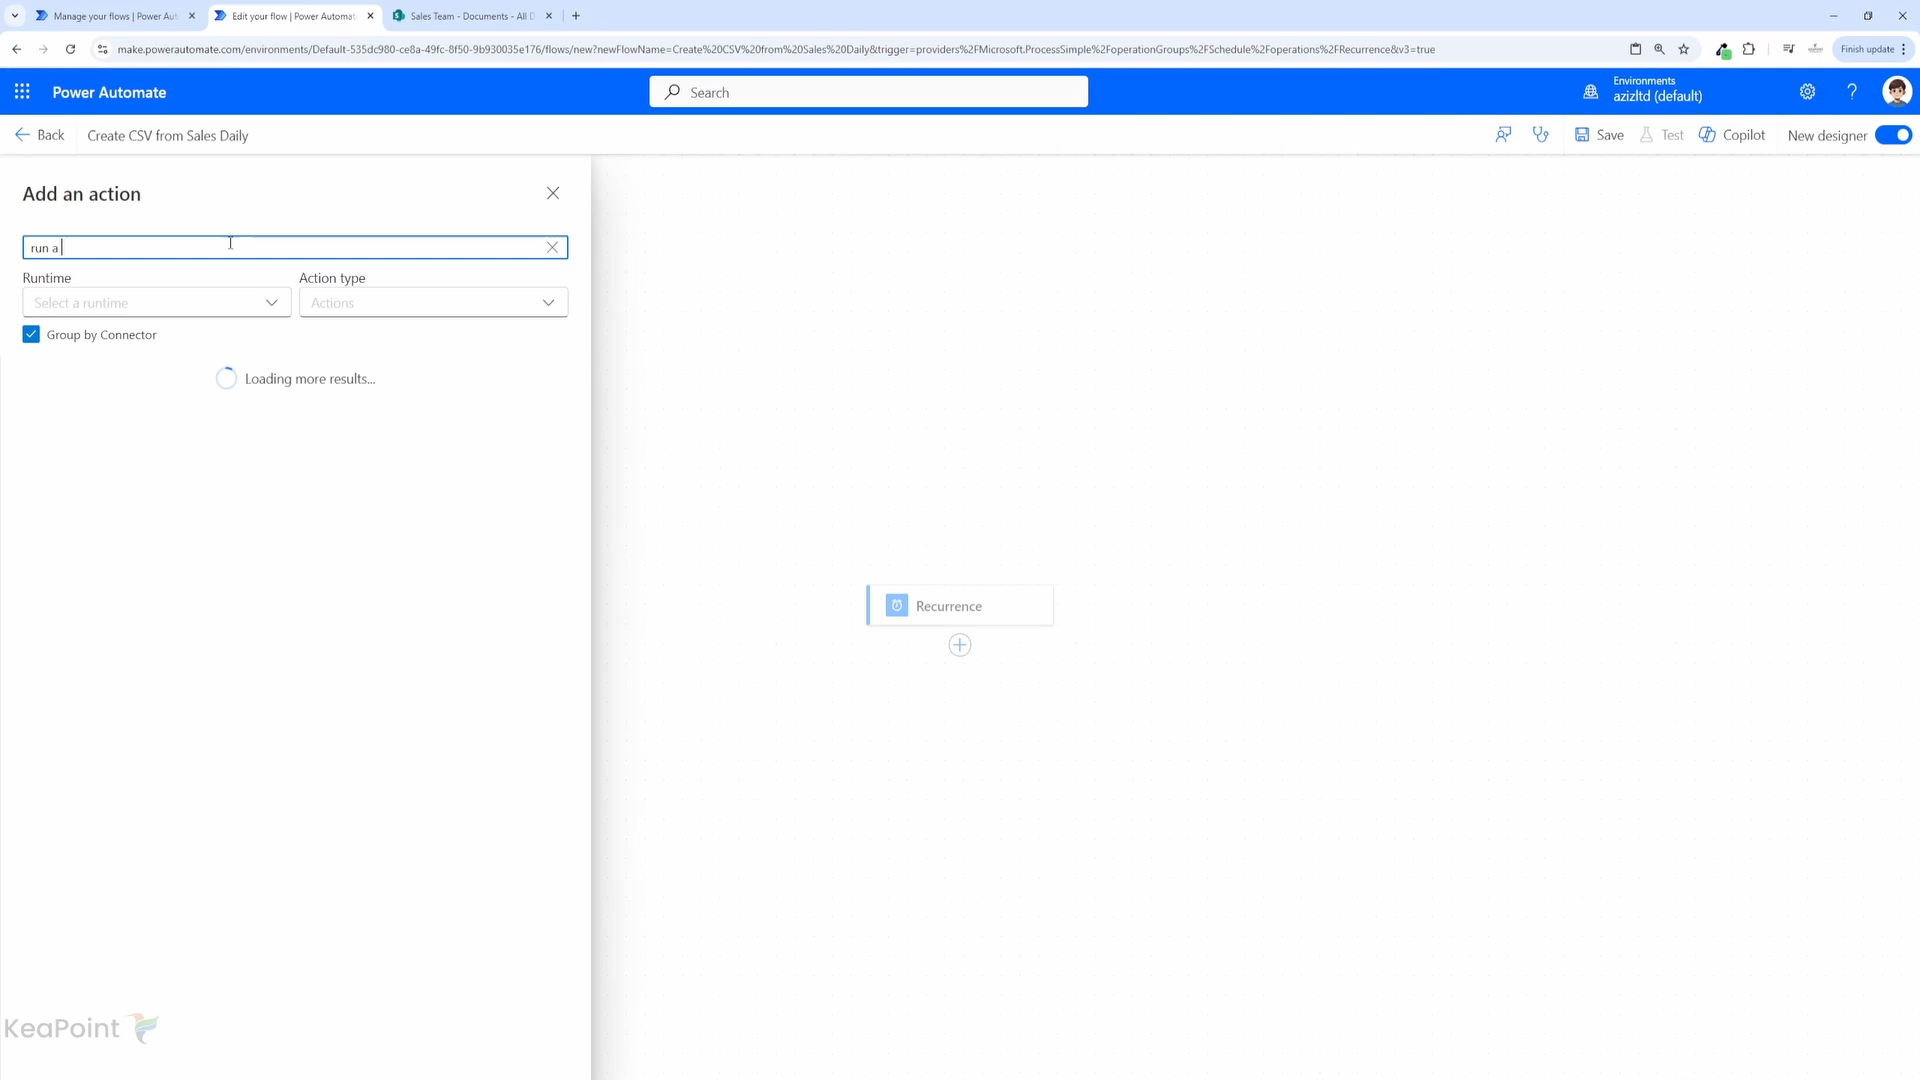 Manage your flows | Power Aut
Edit your flow | Power Automat
Sales Team - Documents - All D
make.powerautomate.com/environments/Default-535dc980-ce8a-49fc-8f50-9b930035e176/flows/new?newFlowName=Create%20CSV%20from%20Sales%20Daily&trigger=providers%2FMicrosoft.ProcessSimple%2FoperationGroups%2FSchedule%2Foperations%2FRecurrence&v3=true
Finish update
Power Automate
Search
Environments
azizltd (default)
Back
Create CSV from Sales Daily
Save
Test
Copilot
New designer
Add an action
run a
Runtime
Action type
Select a runtime
Actions
Group by Connector
Loading more results...
Recurrence
KeaPoint